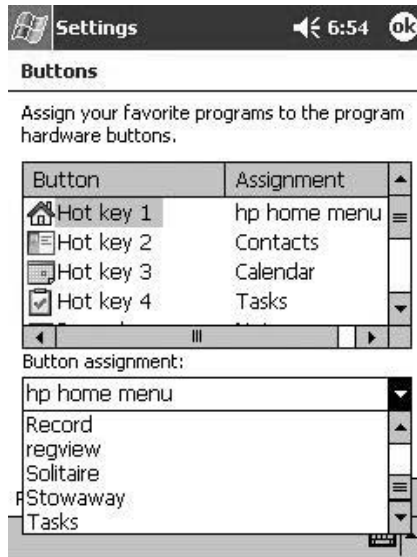 Settings 6:54 ok
Buttons
Assign your favorite programs to the program
hardware buttons.
Button Assignment
Hot key 1 hp home menu
Hot key 2 Contacts
Hot key 3 Calendar
Hot key 4 Tasks
Button assignment:
hp home menu
Record
regview
Solitaire
Stowaway
Tasks